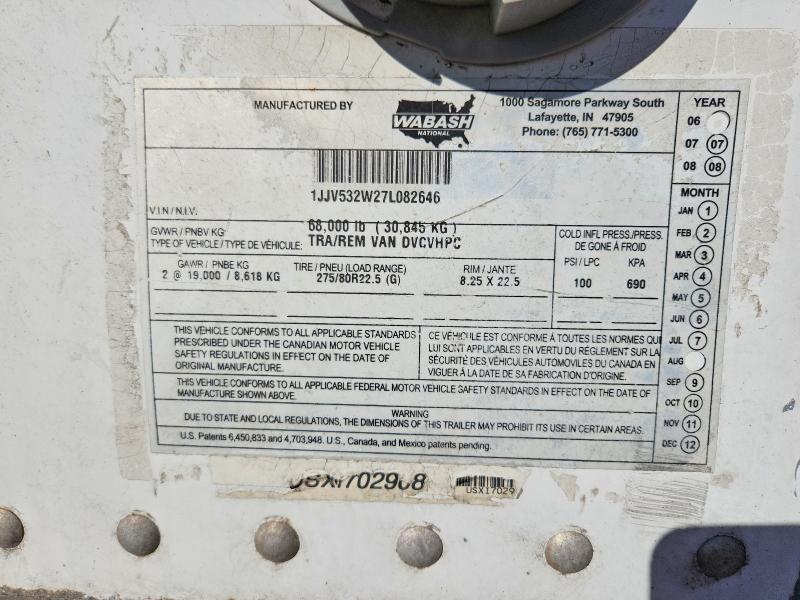 MANUFACTURED BY
WABASH
NATIONAL
1000 Sagamore Parkway South
Lafayette, IN 47905
Phone: (765) 771-5300
1JJV532W27L082646
V.I.N / N.I.V.
GVWR / PNBV KG
68,000 lb ( 30,845 KG )
TYPE OF VEHICLE / TYPE DE VÉHICULE:
TRA/REM VAN DVCVHPC
COLD INFL PRESS./PRESS.
DE GONE À FROID
PSI / LPC KPA
100 690
GAWR / PNBE KG
2 @ 19,000 / 8,618 KG
TIRE / PNEU (LOAD RANGE)
275/80R22.5 (G)
RIM / JANTE
8.25 X 22.5
THIS VEHICLE CONFORMS TO ALL APPLICABLE STANDARDS
PRESCRIBED UNDER THE CANADIAN MOTOR VEHICLE
SAFETY REGULATIONS IN EFFECT ON THE DATE OF
ORIGINAL MANUFACTURE.
CE VÉHICULE EST CONFORME À TOUTES LES NORMES QUI
LUI SONT APPLICABLES EN VERTU DU RÉGLEMENT SUR LA
SÉCURITÉ DES VÉHICULES AUTOMOBILES DU CANADA EN
VIGUER À LA DATE DE SA FABRICATION D'ORIGINE.
THIS VEHICLE CONFORMS TO ALL APPLICABLE FEDERAL MOTOR VEHICLE SAFETY STANDARDS IN EFFECT ON THE DATE OF
MANUFACTURE SHOWN ABOVE.
WARNING
DUE TO STATE AND LOCAL REGULATIONS, THE DIMENSIONS OF THIS TRAILER MAY PROHIBIT ITS USE IN CERTAIN AREAS.
U.S. Patents 6,450,833 and 4,703,948. U.S., Canada, and Mexico patents pending.
YEAR
06
07 07
08 08
MONTH
JAN 1
FEB 2
MAR 3
APR 4
MAY 5
JUN 6
JUL 7
AUG
SEP 9
OCT 10
NOV 11
DEC 12
USXI702908
USXI7029